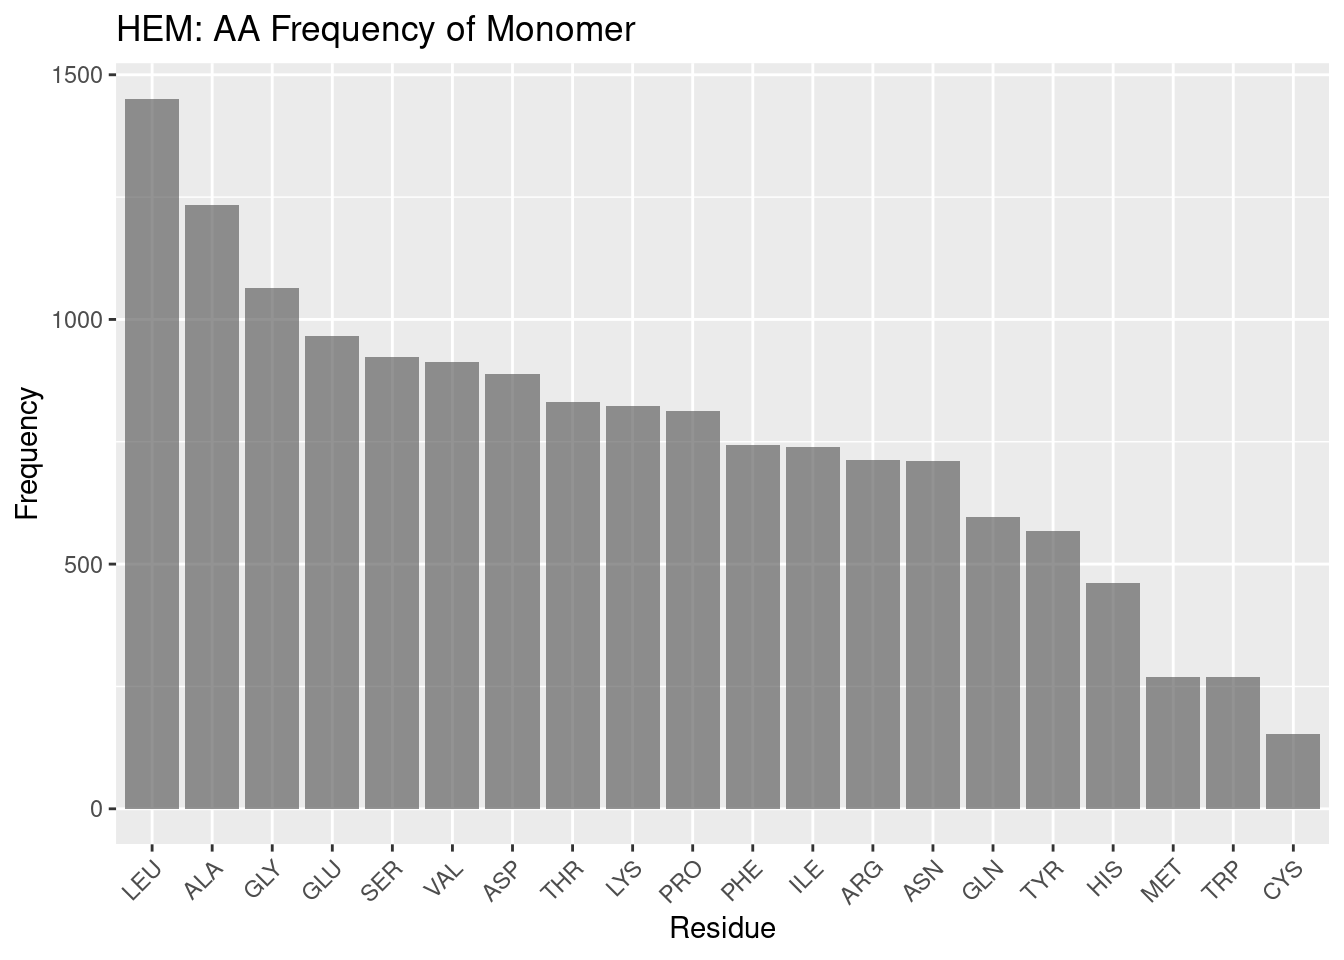 HEM: AA Frequency of Monomer
1500
1000
500
0
Frequency
LEU
ALA
GLY
GLU
SER
VAL
ASP
THR
LYS
PRO
PHE
ILE
ARG
ASN
GLN
TYR
HIS
MET
TRP
CYS
Residue